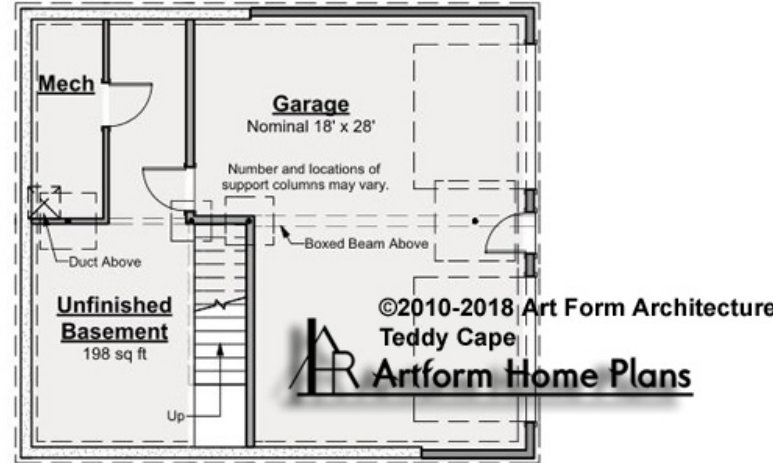 Mech
Garage
Nominal 18' x 28'
Number and locations of
support columns may vary.
Boxed Beam Above
Duct Above
Unfinished
Basement
198 sq ft
Up
©2010-2018 Art Form Architecture
Teddy Cape
AR Artform Home Plans